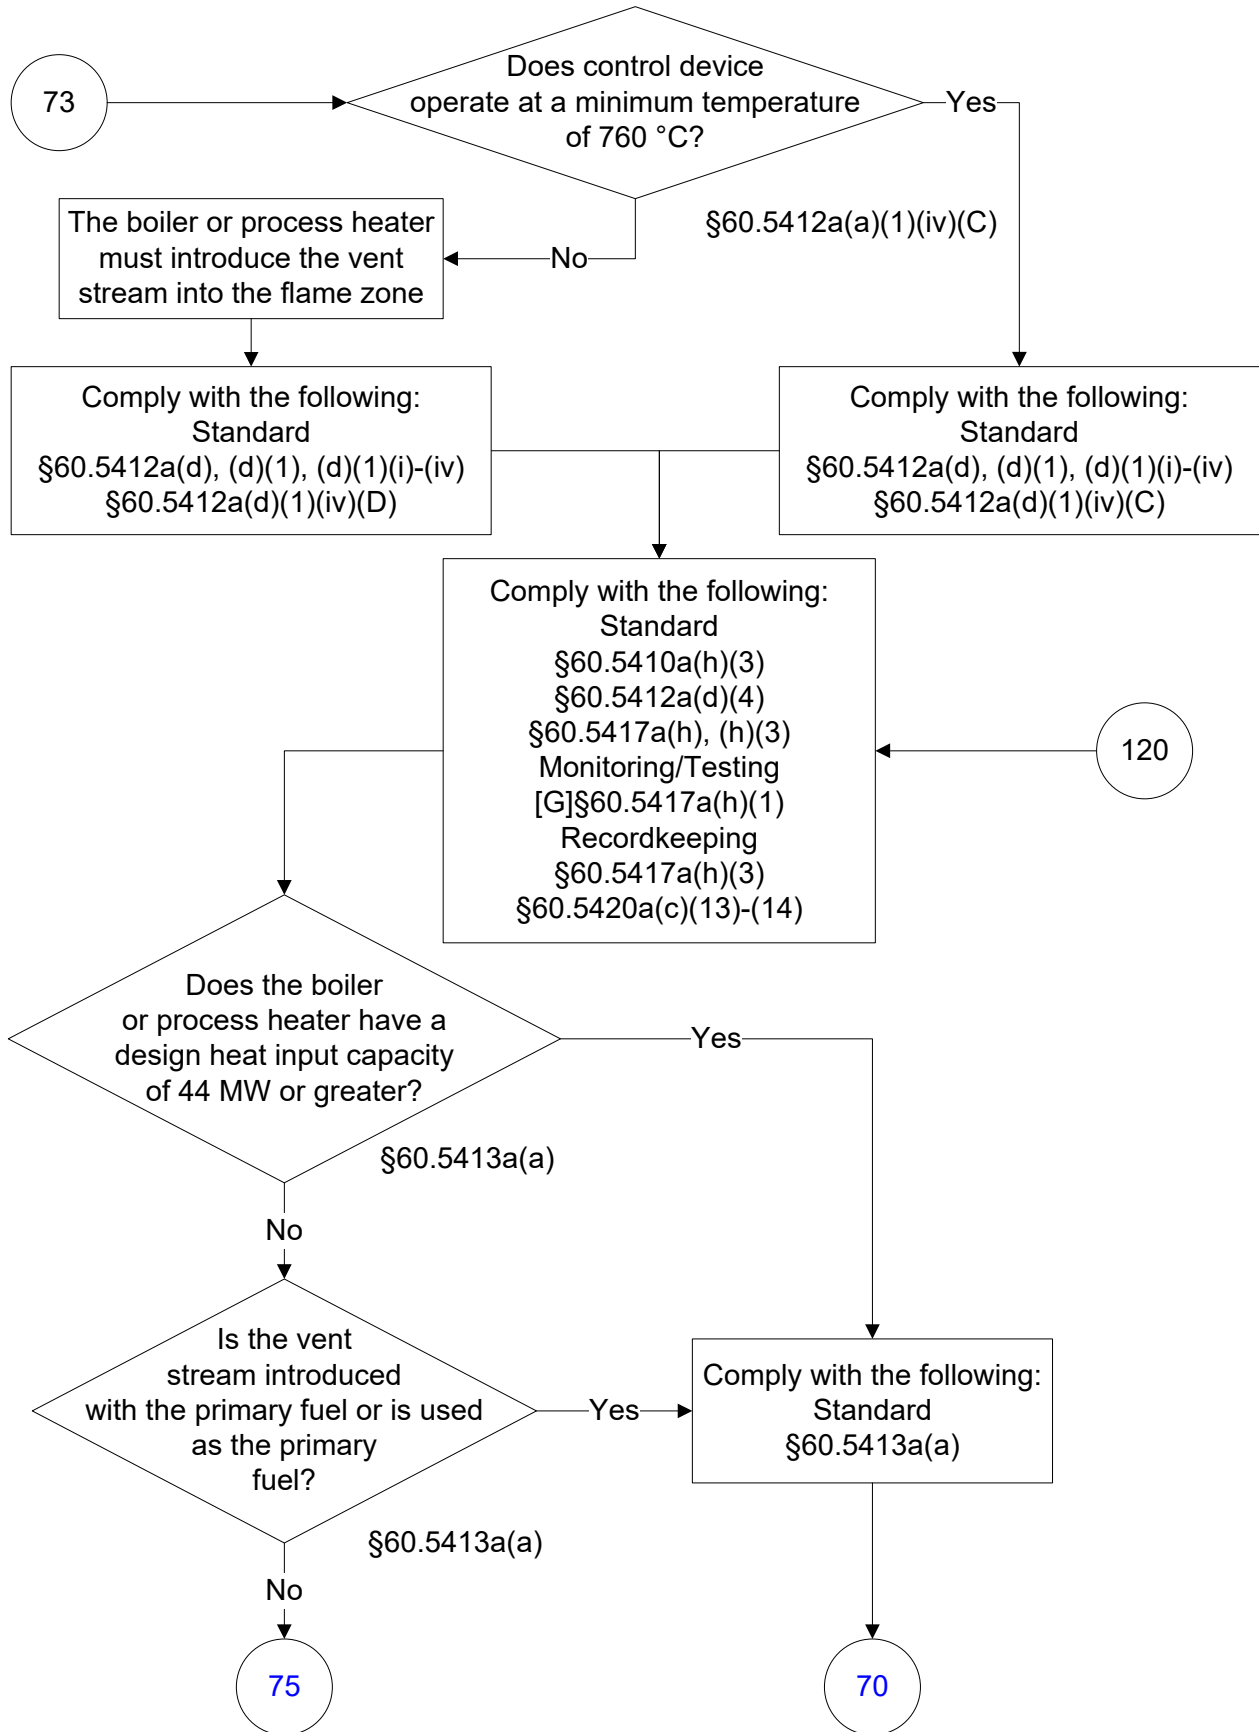 73
Does control device
operate at a minimum temperature
of 760 °C?
Yes
§60.5412a(a)(1)(iv)(C)
No
The boiler or process heater
must introduce the vent
stream into the flame zone
Comply with the following:
Standard
§60.5412a(d), (d)(1), (d)(1)(i)-(iv)
§60.5412a(d)(1)(iv)(D)
Comply with the following:
Standard
§60.5412a(d), (d)(1), (d)(1)(i)-(iv)
§60.5412a(d)(1)(iv)(C)
Comply with the following:
Standard
§60.5410a(h)(3)
§60.5412a(d)(4)
§60.5417a(h), (h)(3)
Monitoring/Testing
[G]§60.5417a(h)(1)
Recordkeeping
§60.5417a(h)(3)
§60.5420a(c)(13)-(14)
120
Does the boiler
or process heater have a
design heat input capacity
of 44 MW or greater?
Yes
§60.5413a(a)
No
Is the vent
stream introduced
with the primary fuel or is used
as the primary
fuel?
Yes
§60.5413a(a)
No
Comply with the following:
Standard
§60.5413a(a)
75
70